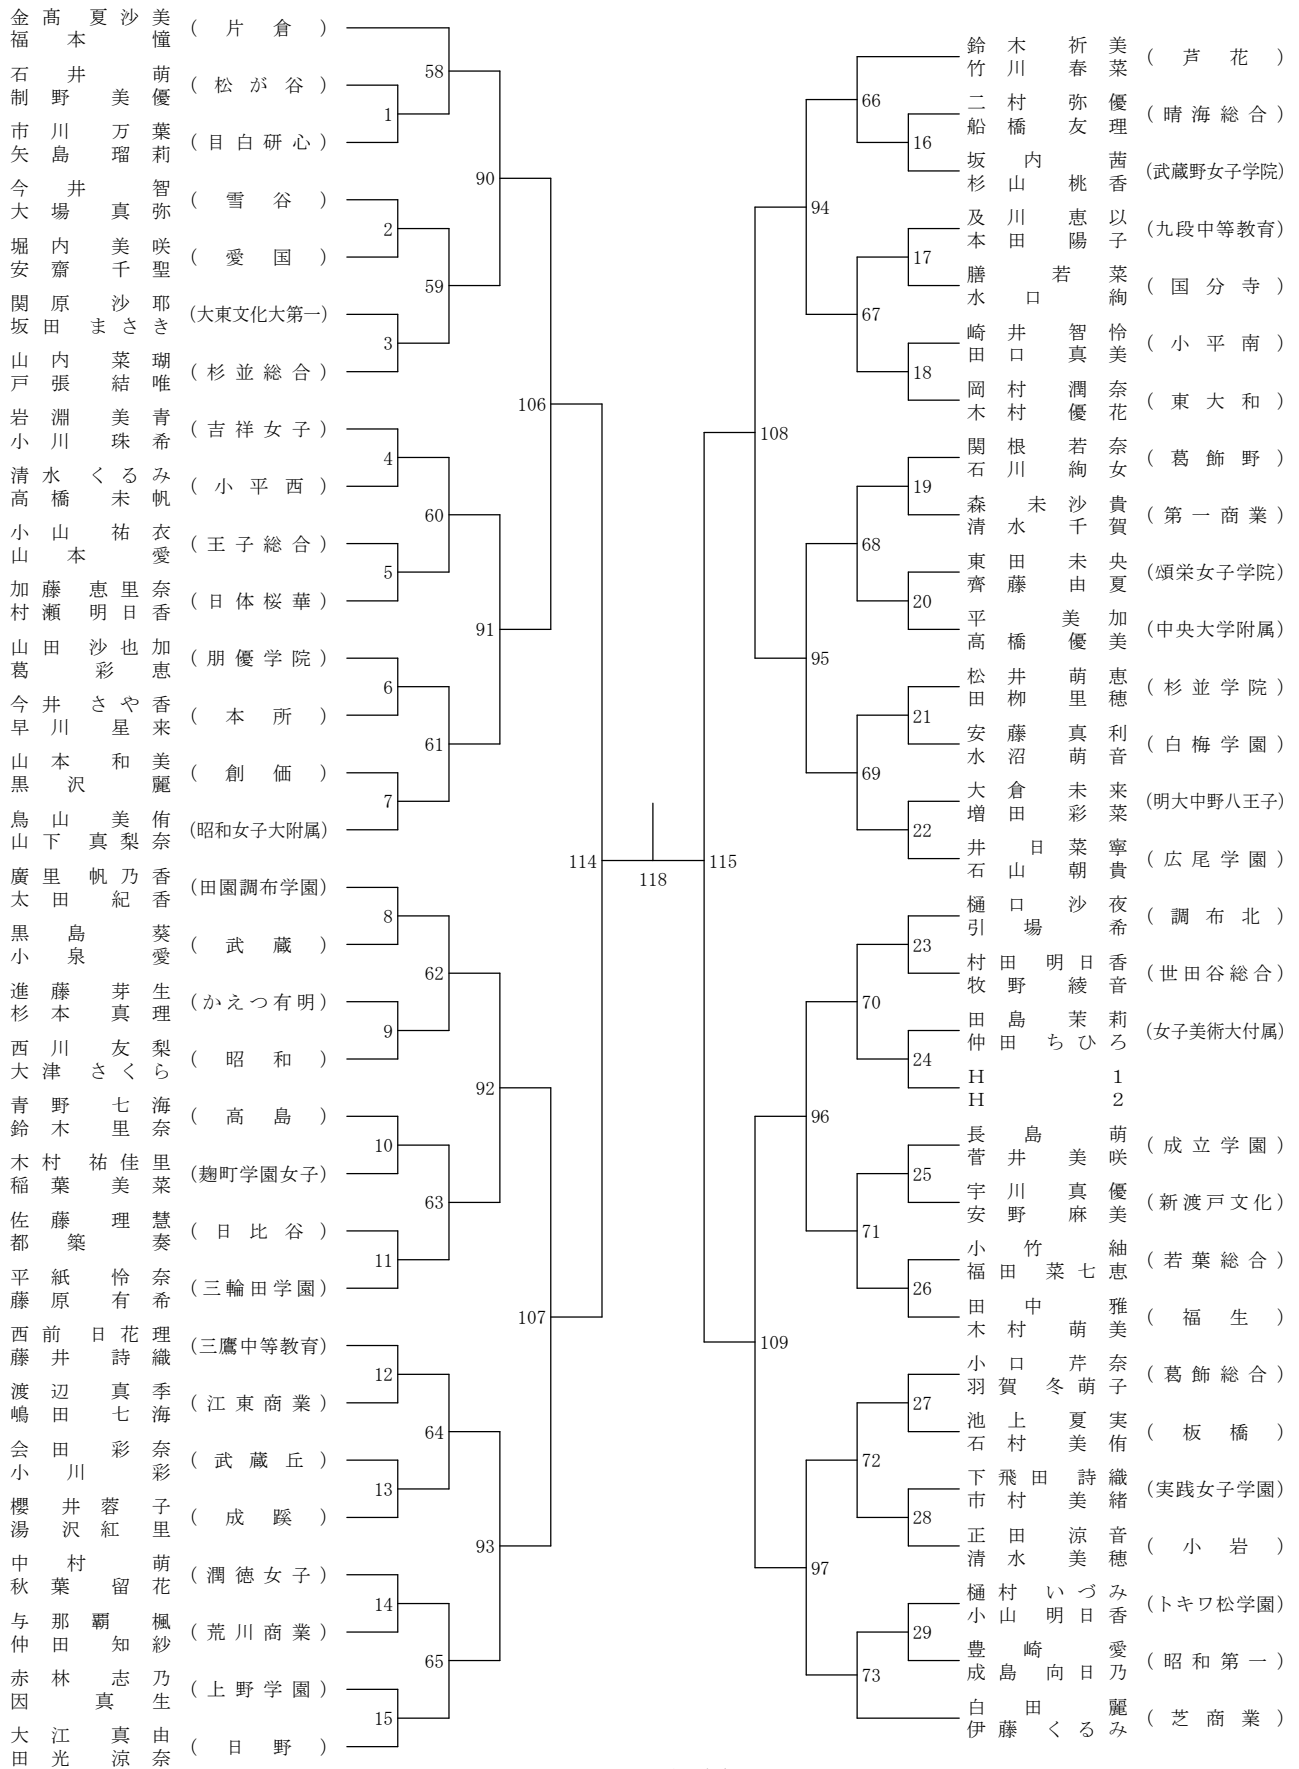 金髙夏沙美
福本憧
(片倉)
石井萌
制野美優
(松が谷)
市川万葉
矢島瑠莉
(目白研心)
今井智
大場真弥
(雪谷)
堀内美咲
安齋千聖
(愛国)
関原沙耶
坂田まさき
(大東文化大第一)
山内菜瑚
戸張結唯
(杉並総合)
岩淵美青
小川珠希
(吉祥女子)
清水くるみ
高橋未帆
(小平西)
小山祐衣
山本愛
(王子総合)
加藤恵里奈
村瀬明日香
(日体桜華)
山田沙也加
葛彩恵
(朋優学院)
今井さや香
早川星来
(本所)
山本和美
黒沢麗
(創価)
鳥山美侑
山下真梨奈
(昭和女子大附属)
廣里帆乃香
太田紀香
(田園調布学園)
黒島葵
小泉愛
(武蔵)
進藤芽生
杉本真理
(かえつ有明)
西川友梨
大津さくら
(昭和)
青野七海
鈴木里奈
(高島)
木村祐佳里
稲葉美菜
(麹町学園女子)
佐藤理慧
都築奏
(日比谷)
平紙怜奈
藤原有希
(三輪田学園)
西前日花理
藤井詩織
(三鷹中等教育)
渡辺真季
嶋田七海
(江東商業)
会田彩奈
小川彩
(武蔵丘)
櫻井蓉子
湯沢紅里
(成蹊)
中村萌
秋葉留花
(潤徳女子)
与那覇楓
仲田知紗
(荒川商業)
赤林志乃
因真生
(上野学園)
大江真由
田光涼奈
(日野)
1
2
3
4
5
6
7
8
9
10
11
12
13
14
15
58
59
60
61
62
63
64
65
90
91
92
93
106
107
114
118
115
108
109
94
95
96
97
66
67
68
69
70
71
72
73
16
17
18
19
20
21
22
23
24
25
26
27
28
29
鈴木祈美
竹川春菜
(芦花)
二村弥優
船橋友理
(晴海総合)
坂内茜
杉山桃香
(武蔵野女子学院)
及川恵以
本田陽子
(九段中等教育)
膳若菜
水口絢
(国分寺)
崎井智怜
田口真美
(小平南)
岡村潤奈
木村優花
(東大和)
関根若奈
石川絢女
(葛飾野)
森未沙貴
清水千賀
(第一商業)
東田未央
齊藤由夏
(頌栄女子学院)
平美加
高橋優美
(中央大学附属)
松井萌恵
田栁里穂
(杉並学院)
安藤真利
水沼萌音
(白梅学園)
大倉未来
増田彩菜
(明大中野八王子)
井日菜寧
石山朝貴
(広尾学園)
樋口沙夜
引場希
(調布北)
村田明日香
牧野綾音
(世田谷総合)
田島茉莉
仲田ちひろ
(女子美術大付属)
H1
H2
長島萌
菅井美咲
(成立学園)
宇川真優
安野麻美
(新渡戸文化)
小竹紬
福田菜七恵
(若葉総合)
田中雅
木村萌美
(福生)
小口芹奈
羽賀冬萌子
(葛飾総合)
池上夏実
石村美侑
(板橋)
下飛田詩織
市村美緒
(実践女子学園)
正田涼音
清水美穂
(小岩)
樋村いづみ
小山明日香
(トキワ松学園)
豊崎愛
成島向日乃
(昭和第一)
白田麗
伊藤くるみ
(芝商業)